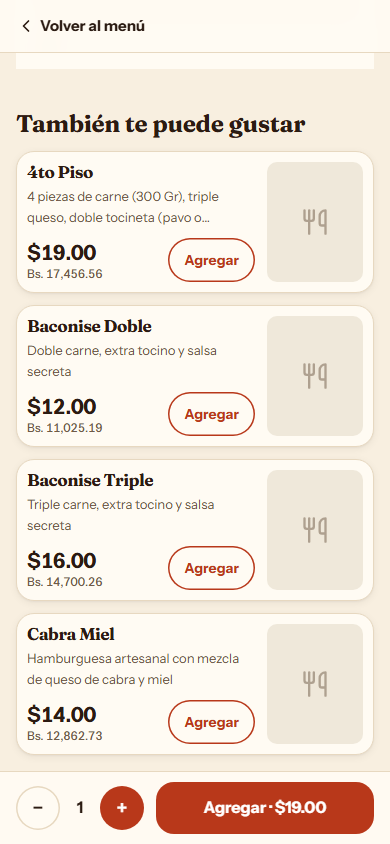 Volver al menú
También te puede gustar
4to Piso
4 piezas de carne (300 Gr), triple
queso, doble tocineta (pavo o...
$19.00
Bs. 17,456.56
Agregar
Baconise Doble
Doble carne, extra tocino y salsa
secreta
$12.00
Bs. 11,025.19
Agregar
Baconise Triple
Triple carne, extra tocino y salsa
secreta
$16.00
Bs. 14,700.26
Agregar
Cabra Miel
Hamburguesa artesanal con mezcla
de queso de cabra y miel
$14.00
Bs. 12,862.73
Agregar
− 1 + Agregar · $19.00